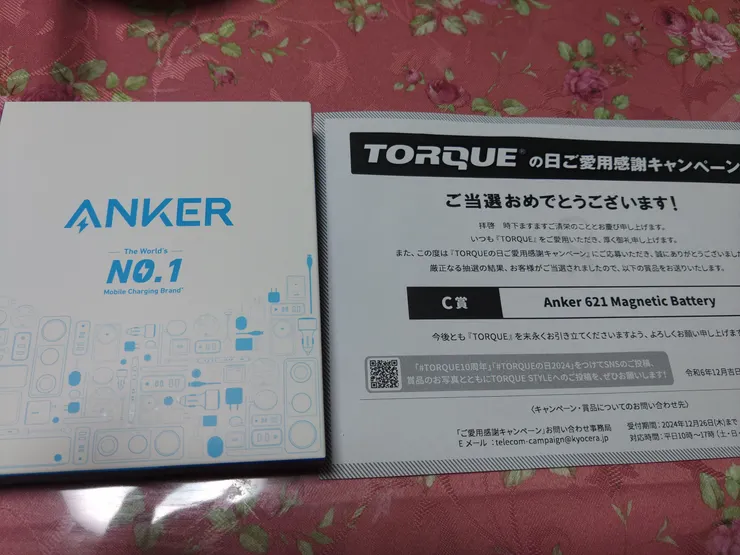 ANKER
The World's
NO.1
Mobile Charging Brand
TORQUE® の日ご愛用感謝キャンペーン
ご当選おめでとうございます！
拝啓 時下ますますご清栄のこととお慶び申し上げます。
いつも『TORQUE』をご愛用いただき、厚く御礼申し上げます。
また、この度は『TORQUEの日ご愛用感謝キャンペーン』にご応募いただき、誠にありがとうございました
厳正なる抽選の結果、お客様がご当選されましたので、以下の賞品をお送りいたします。
C賞 Anker 621 Magnetic Battery
今後とも『TORQUE』を末永くお引き立てくださいますよう、よろしくお願い申し上げます
「#TORQUE10周年」「#TORQUEの日2024」をつけてSNSのご投稿、
賞品のお写真とともにTORQUE STYLEへのご投稿を、ぜひお願いします！
令和6年12月吉日
〈キャンペーン・賞品についてのお問い合わせ先〉
「ご愛用感謝キャンペーン」お問い合わせ事務局 受付期間：2024年12月26日(木)まで
Eメール：telecom-campaign@kyocera.jp 対応時間：平日10時～17時（土・日・